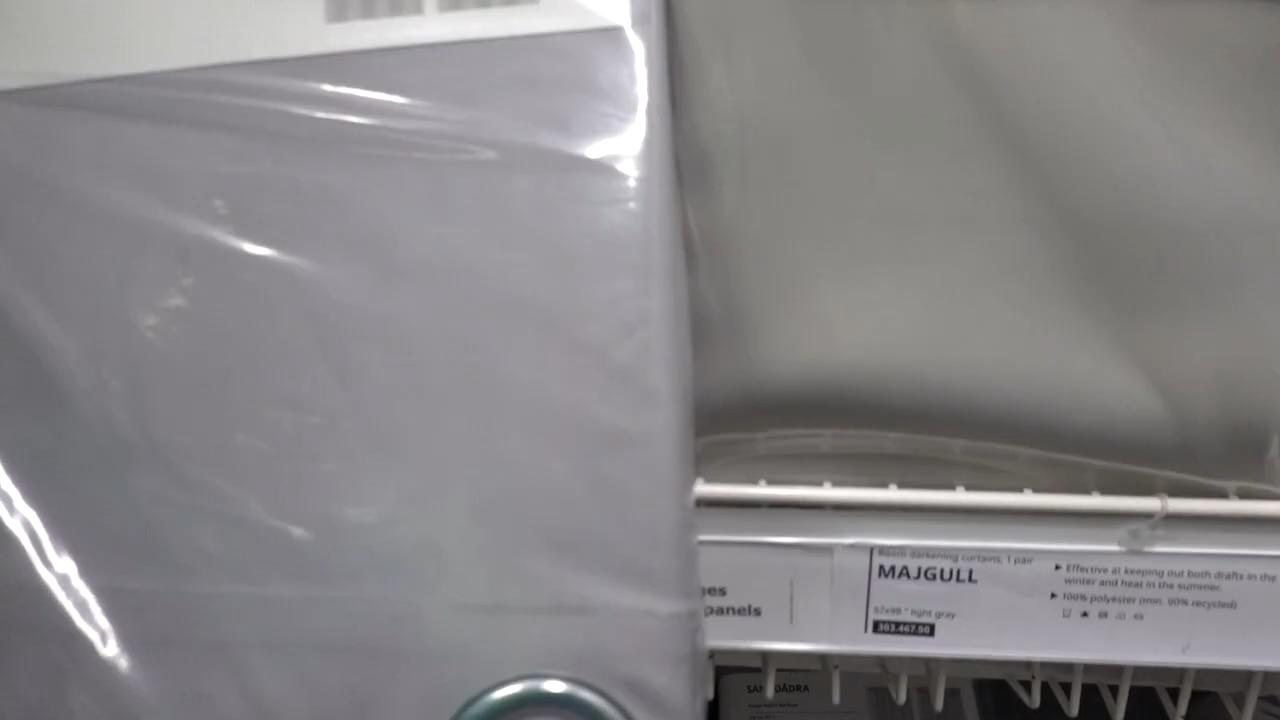 panels
Room darkening curtains, 1 pair
MAJGULL
57x98 " light gray
303.467.50
► Effective at keeping out both drafts in the
winter and heat in the summer.
► 100% polyester (min. 90% recycled)